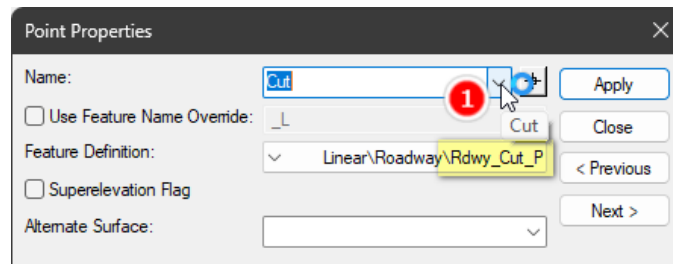 Point Properties
Name:
Cut
+
Apply
1
Use Feature Name Override:
_L
Cut
Close
Feature Definition:
Linear\Roadway\Rdwy_Cut_P
< Previous
Superelevation Flag
Next >
Alternate Surface: